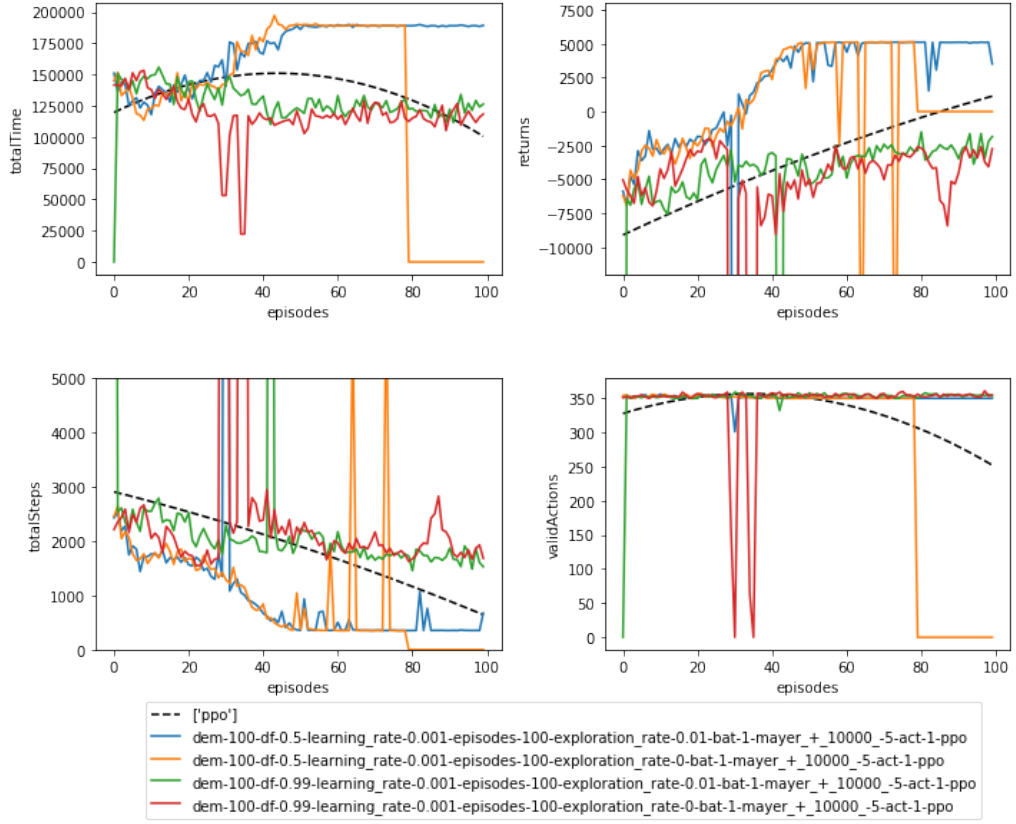 totalTime
200000
175000
150000
125000
100000
75000
50000
25000
0
0 20 40 60 80 100
episodes
returns
7500
5000
2500
0
−2500
−5000
−7500
−10000
0 20 40 60 80 100
episodes
totalSteps
5000
4000
3000
2000
1000
0
0 20 40 60 80 100
episodes
validActions
350
300
250
200
150
100
50
0
0 20 40 60 80 100
episodes
['ppo']
dem-100-df-0.5-learning_rate-0.001-episodes-100-exploration_rate-0.01-bat-1-mayer_+_10000_-5-act-1-ppo
dem-100-df-0.5-learning_rate-0.001-episodes-100-exploration_rate-0-bat-1-mayer_+_10000_-5-act-1-ppo
dem-100-df-0.99-learning_rate-0.001-episodes-100-exploration_rate-0.01-bat-1-mayer_+_10000_-5-act-1-ppo
dem-100-df-0.99-learning_rate-0.001-episodes-100-exploration_rate-0-bat-1-mayer_+_10000_-5-act-1-ppo